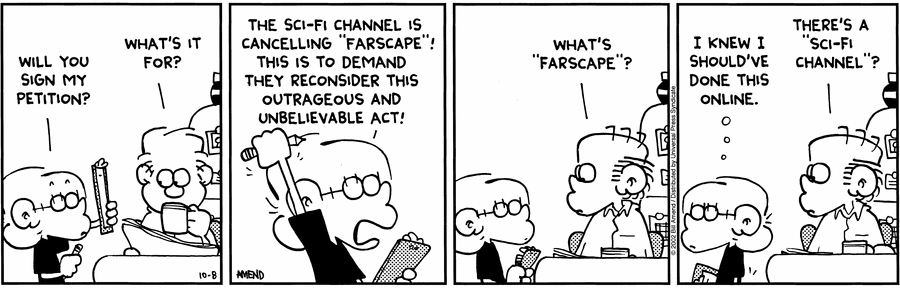 WILL YOU
SIGN MY
PETITION?
WHAT'S IT
FOR?
10-8
THE SCI-FI CHANNEL IS
CANCELLING "FARSCAPE"!
THIS IS TO DEMAND
THEY RECONSIDER THIS
OUTRAGEOUS AND
UNBELIEVABLE ACT!
AMEND
WHAT'S
"FARSCAPE"?
© 2002 Bill Amend / Distributed by Universal Press Syndicate
I KNEW I
SHOULD'VE
DONE THIS
ONLINE.
THERE'S A
"SCI-FI
CHANNEL"?